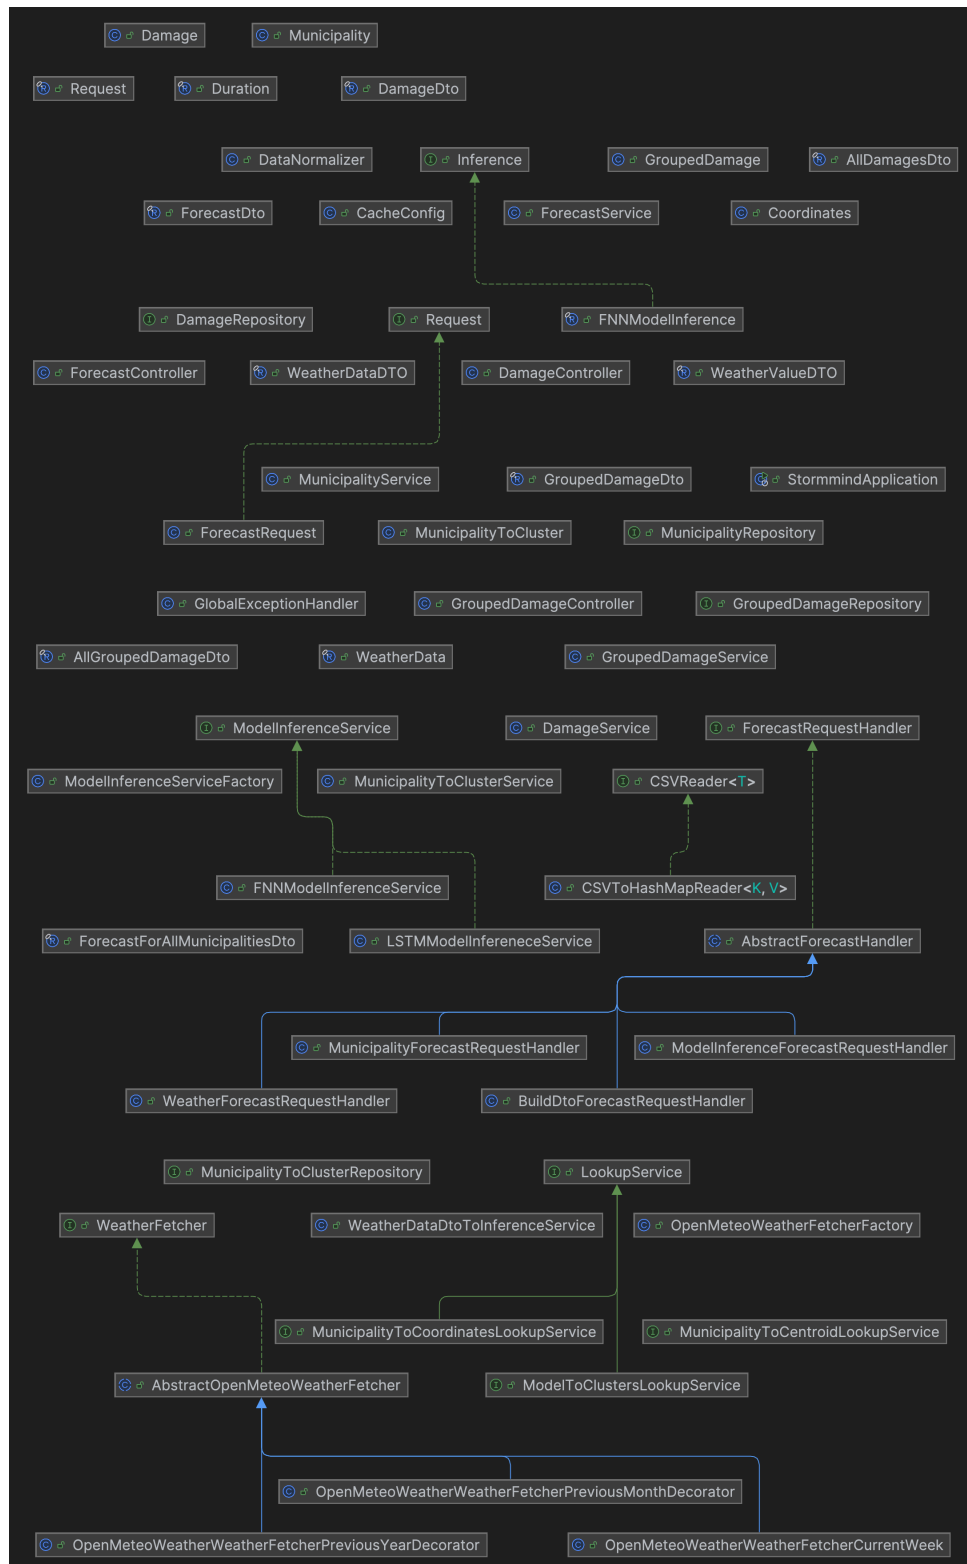 Damage Municipality
Request Duration DamageDto
DataNormalizer Inference GroupedDamage AllDamagesDto
ForecastDto CacheConfig ForecastService Coordinates
DamageRepository Request FNNModelInference
ForecastController WeatherDataDTO DamageController WeatherValueDTO
MunicipalityService GroupedDamageDto StormmindApplication
ForecastRequest MunicipalityToCluster MunicipalityRepository
GlobalExceptionHandler GroupedDamageController GroupedDamageRepository
AllGroupedDamageDto WeatherData GroupedDamageService
ModelInferenceService DamageService ForecastRequestHandler
ModelInferenceServiceFactory MunicipalityToClusterService CSVReader<T>
FNNModelInferenceService CSVToHashMapReader<K, V>
ForecastForAllMunicipalitiesDto LSTMModelInfereneceService AbstractForecastHandler
MunicipalityForecastRequestHandler ModelInferenceForecastRequestHandler
WeatherForecastRequestHandler BuildDtoForecastRequestHandler
MunicipalityToClusterRepository LookupService
WeatherFetcher WeatherDataDtoToInferenceService OpenMeteoWeatherFetcherFactory
MunicipalityToCoordinatesLookupService MunicipalityToCentroidLookupService
AbstractOpenMeteoWeatherFetcher ModelToClustersLookupService
OpenMeteoWeatherWeatherFetcherPreviousMonthDecorator
OpenMeteoWeatherWeatherFetcherPreviousYearDecorator OpenMeteoWeatherWeatherFetcherCurrentWeek